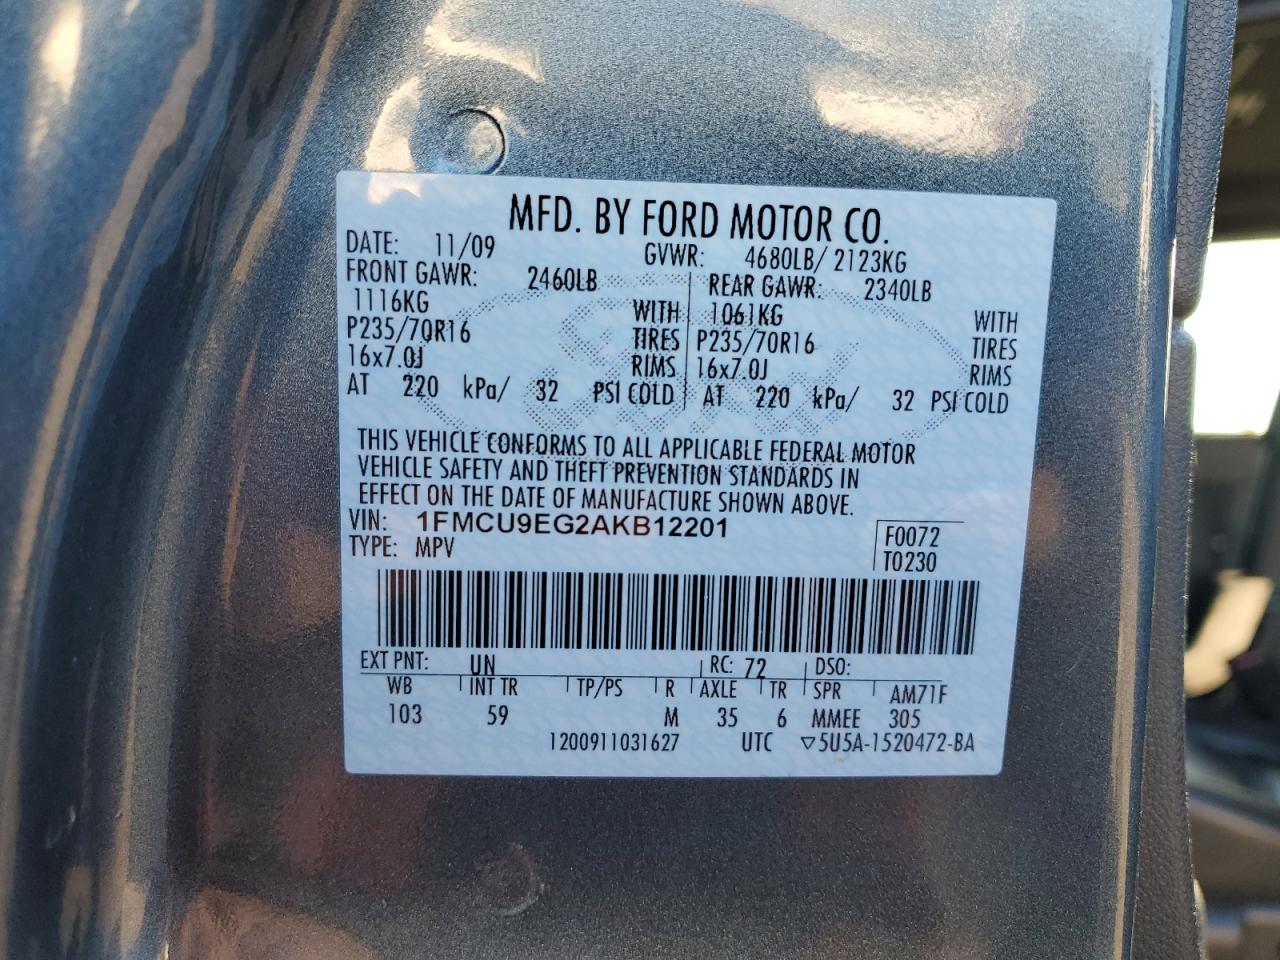 MFD. BY FORD MOTOR CO.
DATE: 11/09 GVWR: 4680LB/ 2123KG
FRONT GAWR: 2460LB REAR GAWR: 2340LB
1116KG WITH 1061KG WITH
P235/70R16 TIRES P235/70R16 TIRES
16x7.0J RIMS 16x7.0J RIMS
AT 220 kPa/ 32 PSI COLD AT 220 kPa/ 32 PSI COLD
THIS VEHICLE CONFORMS TO ALL APPLICABLE FEDERAL MOTOR
VEHICLE SAFETY AND THEFT PREVENTION STANDARDS IN
EFFECT ON THE DATE OF MANUFACTURE SHOWN ABOVE.
VIN: 1FMCU9EG2AKB12201 F0072
TYPE: MPV T0230
EXT PNT: UN RC: 72 DSO:
WB INT TR TP/PS R AXLE TR SPR AM71F
103 59 M 35 6 MMEE 305
1200911031627 UTC ▽5U5A-1520472-BA